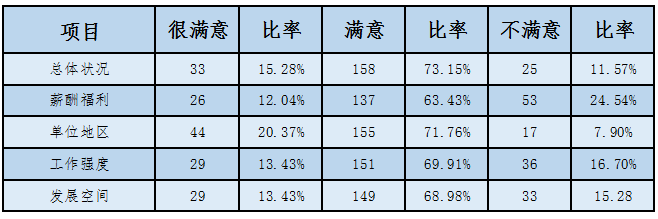 项目 很满意 比率 满意 比率 不满意 比率
总体状况 33 15.28% 158 73.15% 25 11.57%
薪酬福利 26 12.04% 137 63.43% 53 24.54%
单位地区 44 20.37% 155 71.76% 17 7.90%
工作强度 29 13.43% 151 69.91% 36 16.70%
发展空间 29 13.43% 149 68.98% 33 15.28